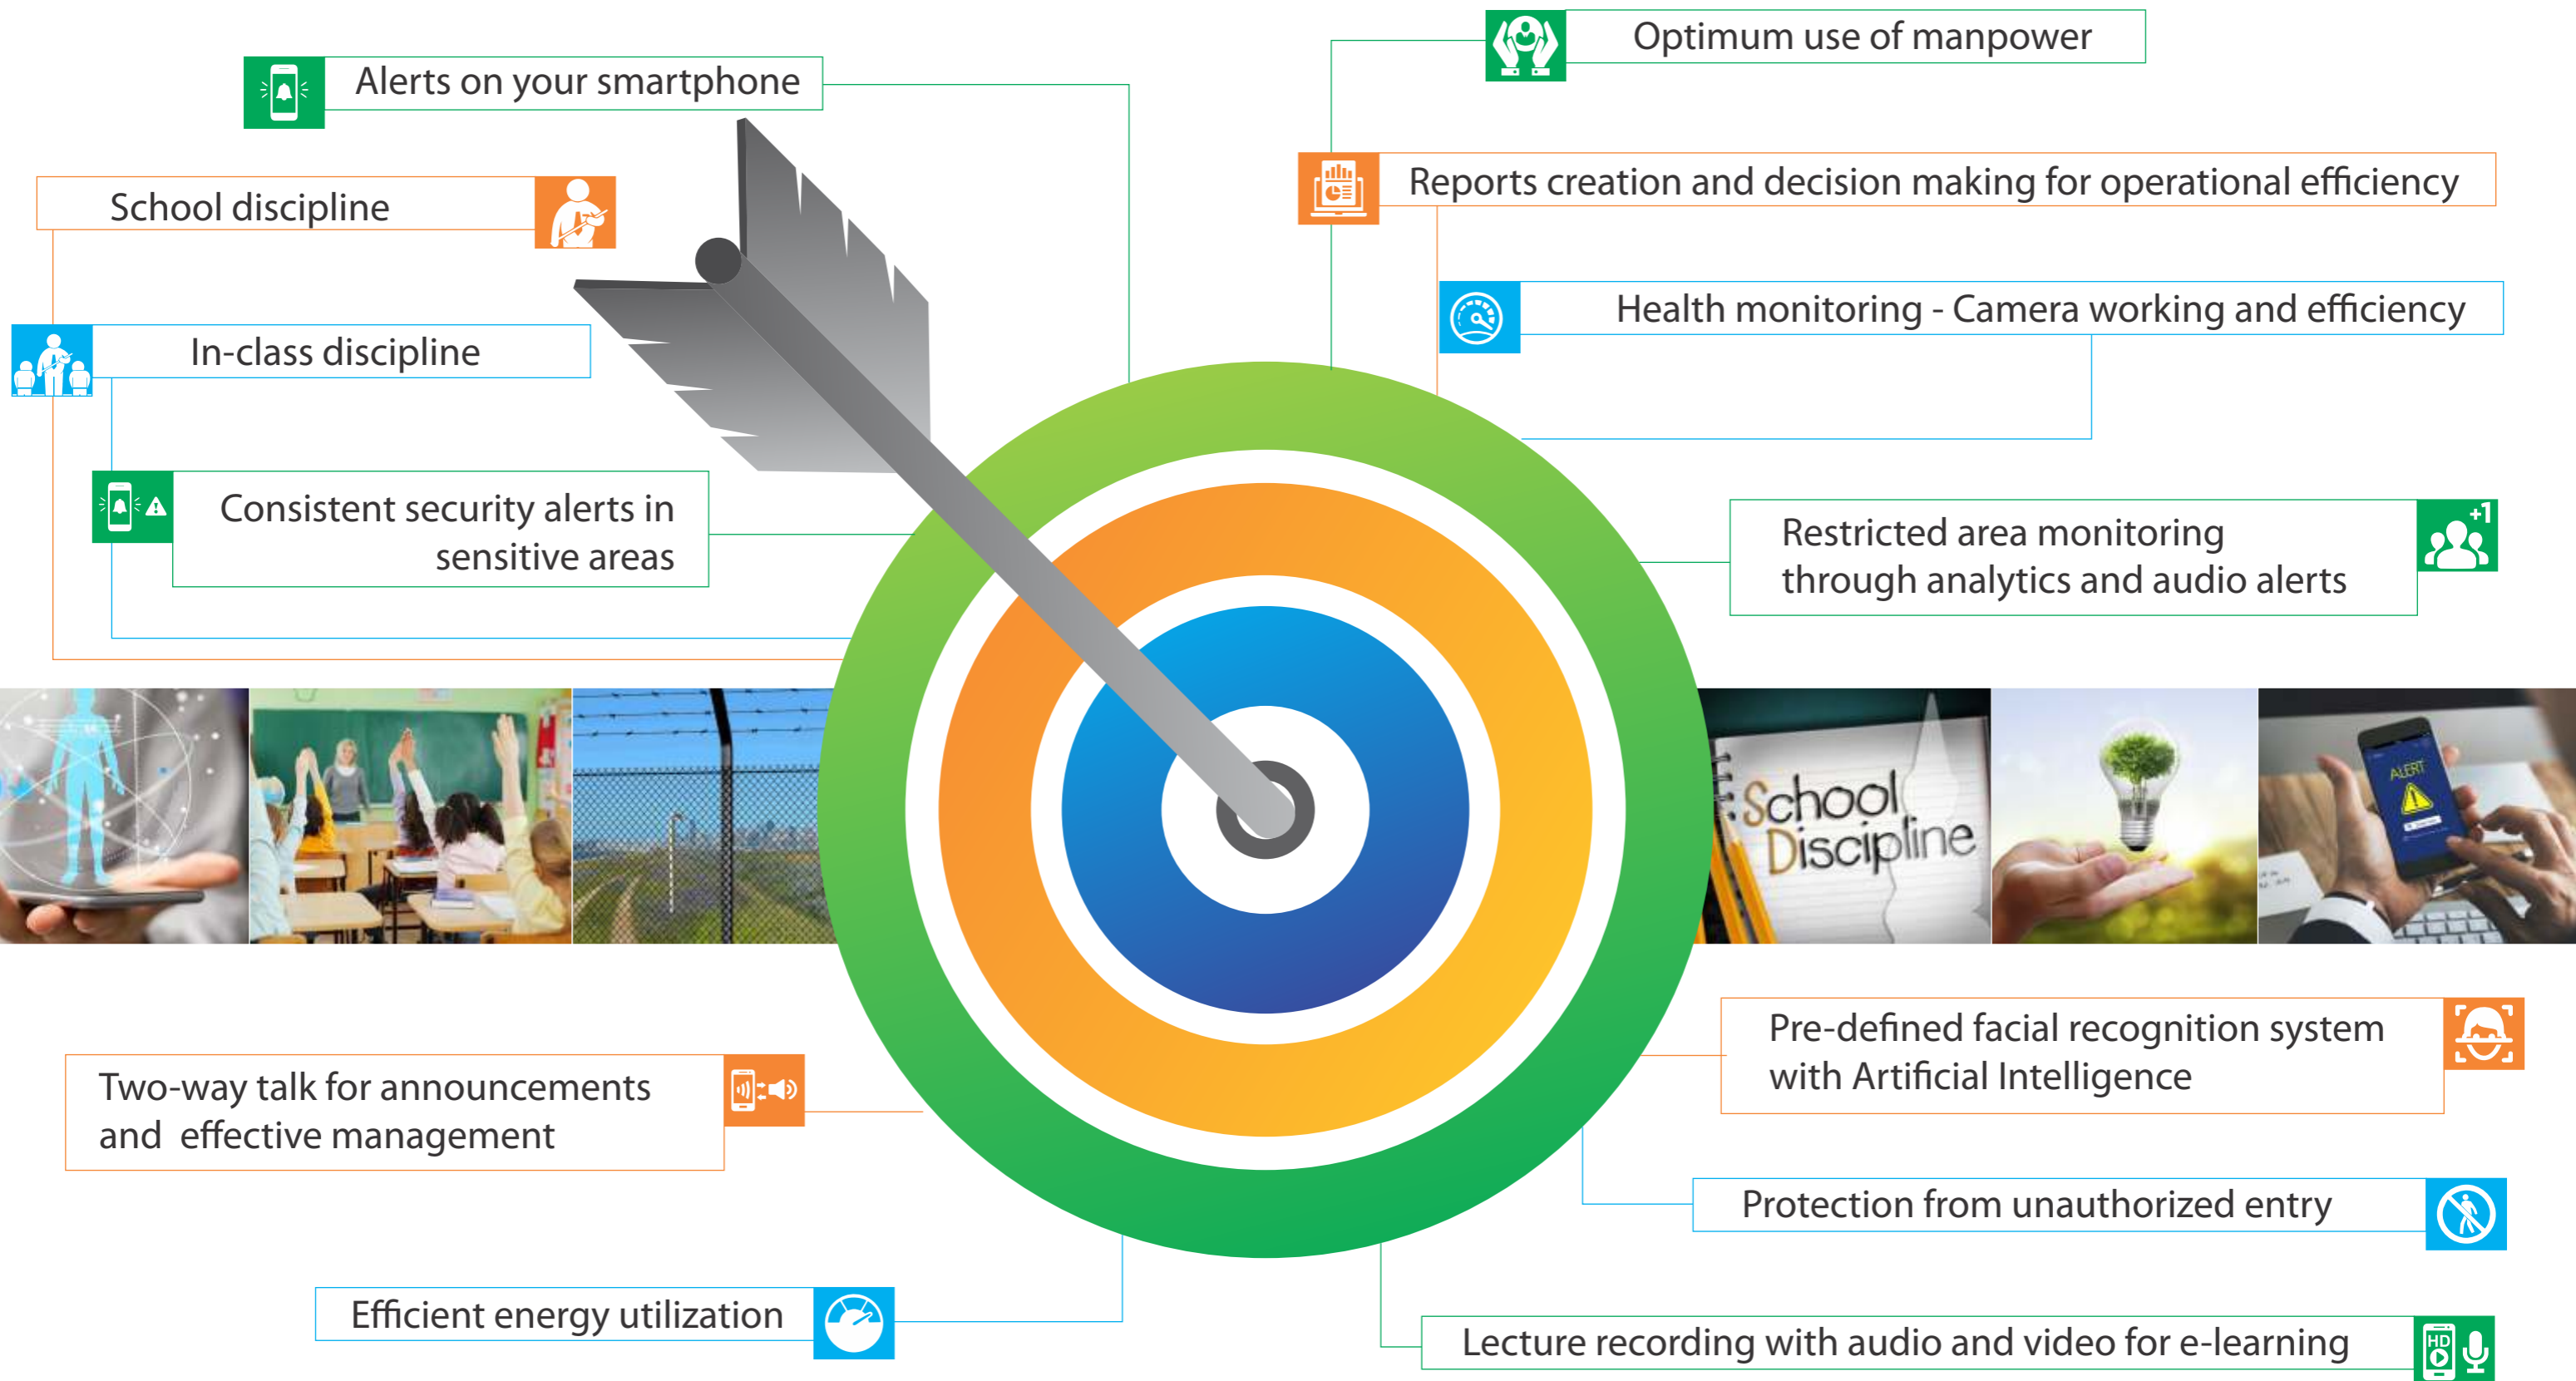 Optimum use of manpower
Alerts on your smartphone
Reports creation and decision making for operational efficiency
School discipline
Health monitoring - Camera working and efficiency
In-class discipline
Consistent security alerts in
sensitive areas
+1
Restricted area monitoring
through analytics and audio alerts
School
Discipline
ALERT
Pre-defined facial recognition system
with Artificial Intelligence
Two-way talk for announcements
and effective management
Protection from unauthorized entry
Efficient energy utilization
Lecture recording with audio and video for e-learning
HD